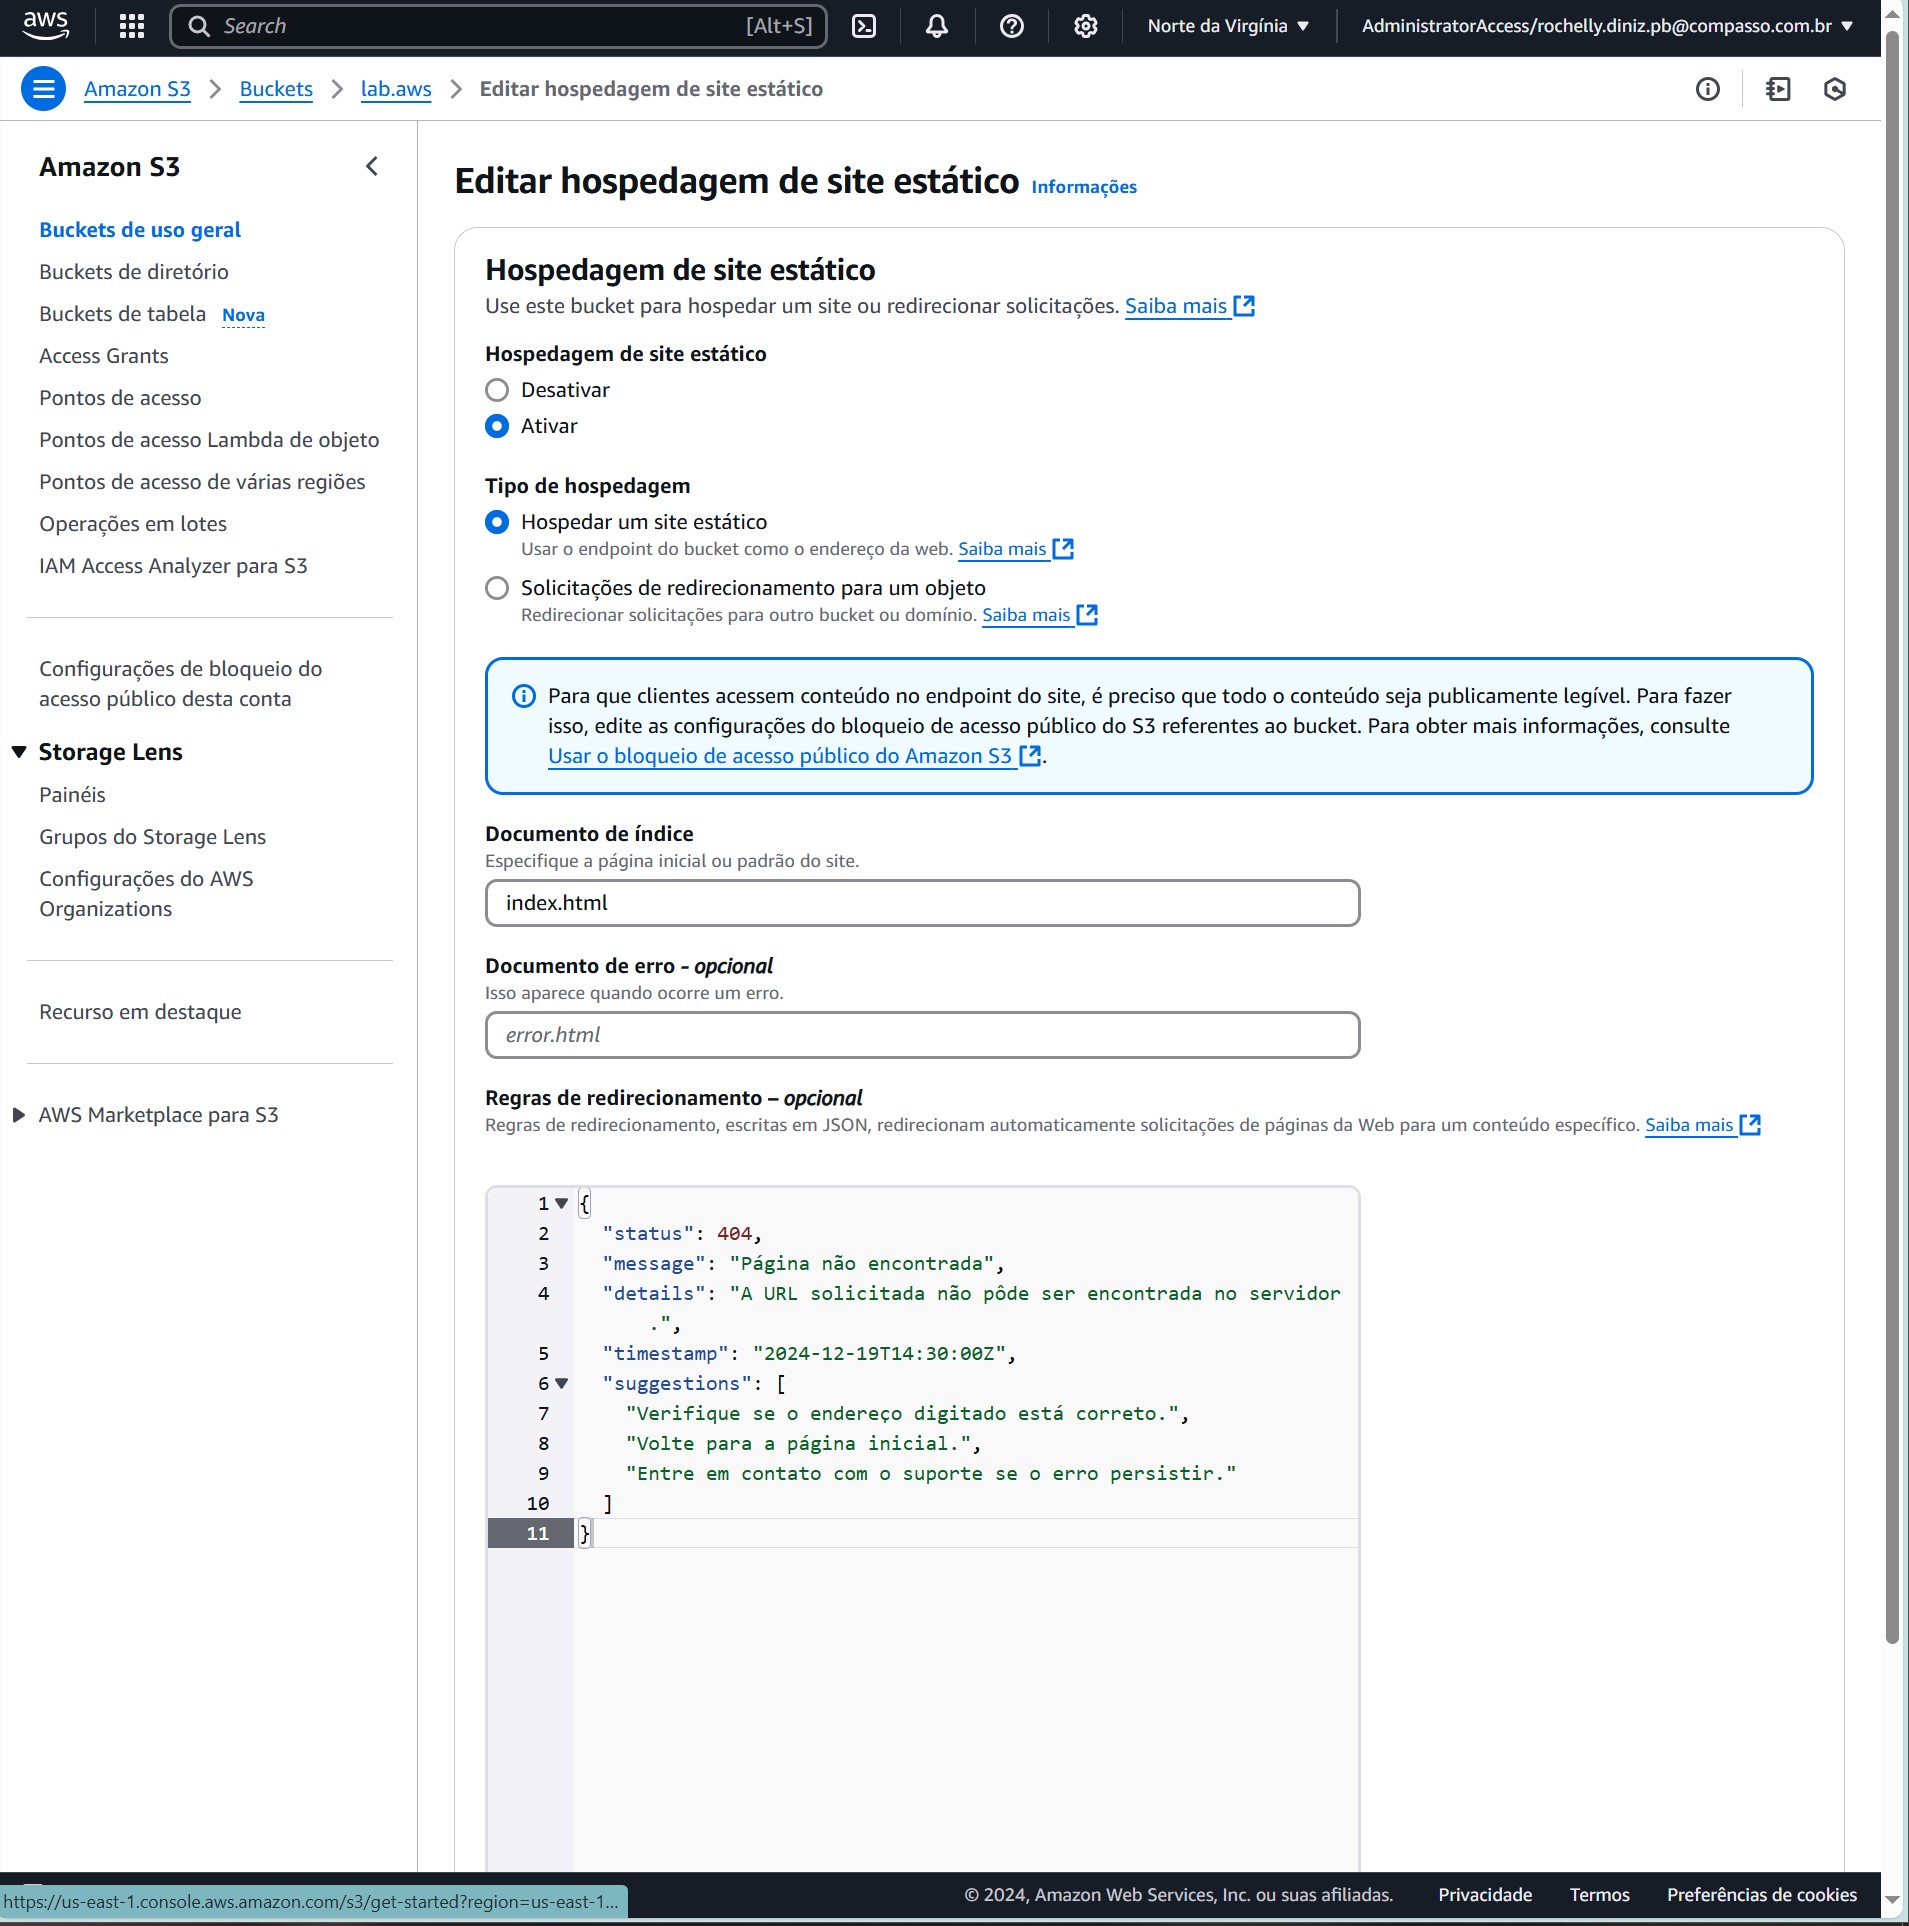 aws
Search [Alt+S]
Norte da Virgínia
AdministratorAccess/rochelly.diniz.pb@compasso.com.br
Amazon S3 > Buckets > lab.aws > Editar hospedagem de site estático
Amazon S3
Buckets de uso geral
Buckets de diretório
Buckets de tabela Nova
Access Grants
Pontos de acesso
Pontos de acesso Lambda de objeto
Pontos de acesso de várias regiões
Operações em lotes
IAM Access Analyzer para S3
Configurações de bloqueio do
acesso público desta conta
Storage Lens
Painéis
Grupos do Storage Lens
Configurações do AWS
Organizations
Recurso em destaque
AWS Marketplace para S3
Editar hospedagem de site estático Informações
Hospedagem de site estático
Use este bucket para hospedar um site ou redirecionar solicitações. Saiba mais
Hospedagem de site estático
Desativar
Ativar
Tipo de hospedagem
Hospedar um site estático
Usar o endpoint do bucket como o endereço da web. Saiba mais
Solicitações de redirecionamento para um objeto
Redirecionar solicitações para outro bucket ou domínio. Saiba mais
Para que clientes acessem conteúdo no endpoint do site, é preciso que todo o conteúdo seja publicamente legível. Para fazer
isso, edite as configurações do bloqueio de acesso público do S3 referentes ao bucket. Para obter mais informações, consulte
Usar o bloqueio de acesso público do Amazon S3.
Documento de índice
Especifique a página inicial ou padrão do site.
index.html
Documento de erro - opcional
Isso aparece quando ocorre um erro.
error.html
Regras de redirecionamento – opcional
Regras de redirecionamento, escritas em JSON, redirecionam automaticamente solicitações de páginas da Web para um conteúdo específico. Saiba mais
1 {
2 "status": 404,
3 "message": "Página não encontrada",
4 "details": "A URL solicitada não pôde ser encontrada no servidor
.",
5 "timestamp": "2024-12-19T14:30:00Z",
6 "suggestions": [
7 "Verifique se o endereço digitado está correto.",
8 "Volte para a página inicial.",
9 "Entre em contato com o suporte se o erro persistir."
10 ]
11 }
https://us-east-1.console.aws.amazon.com/s3/get-started?region=us-east-1...
© 2024, Amazon Web Services, Inc. ou suas afiliadas. Privacidade Termos Preferências de cookies